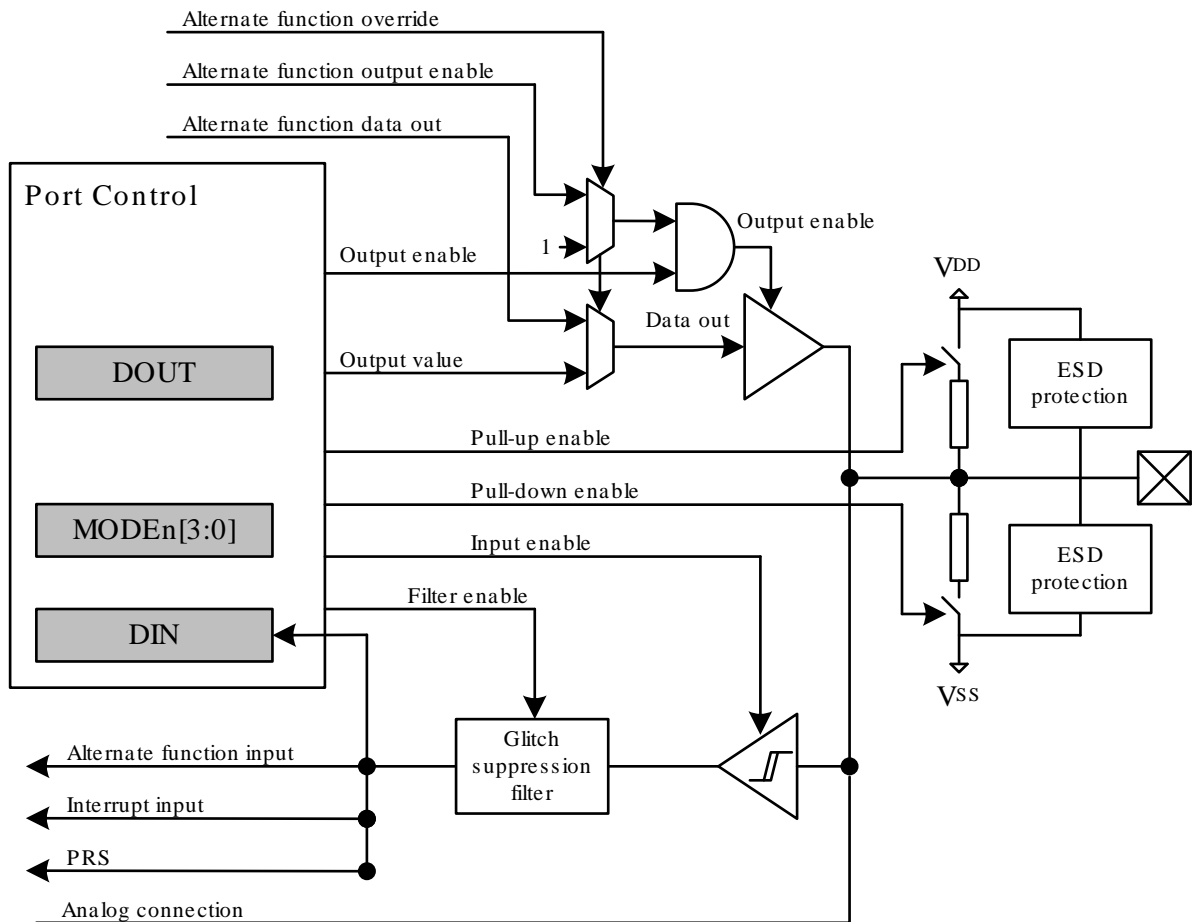 Alternate function override
Alternate function output enable
Alternate function data out
Port Control
Output enable
1
Output enable
VDD
DOUT
Output value
Data out
ESD
protection
Pull-up enable
Pull-down enable
MODEn[3:0]
Input enable
ESD
protection
Filter enable
DIN
VSS
Glitch
suppression
filter
Alternate function input
Interrupt input
PRS
Analog connection